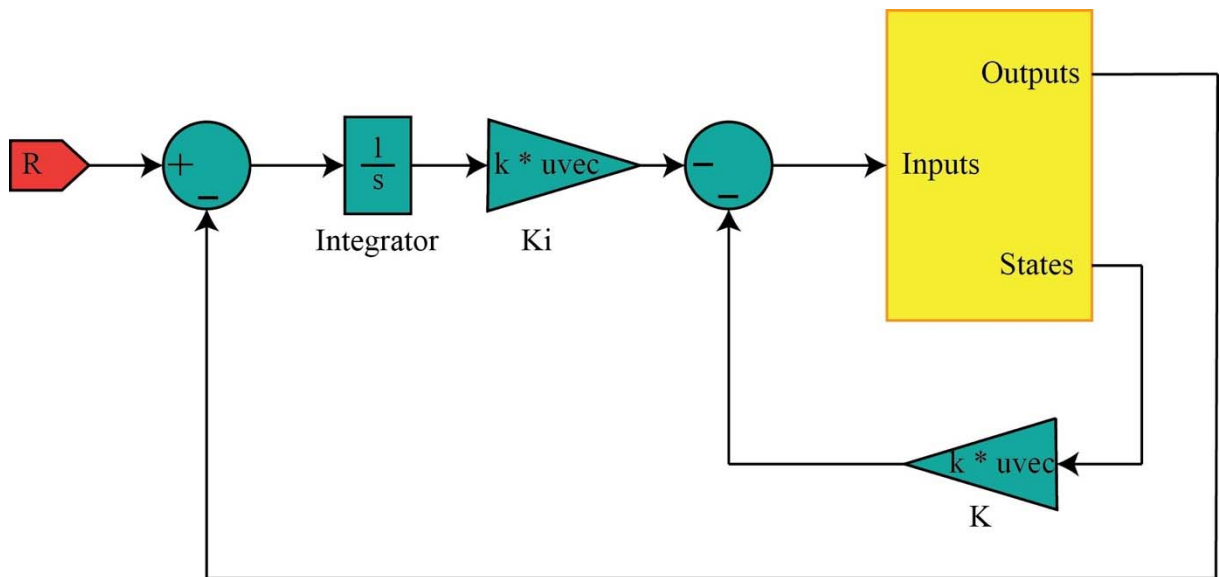 R
+
−
1
s
Integrator
k * uvec
Ki
−
−
Inputs
Outputs
States
k * uvec
K